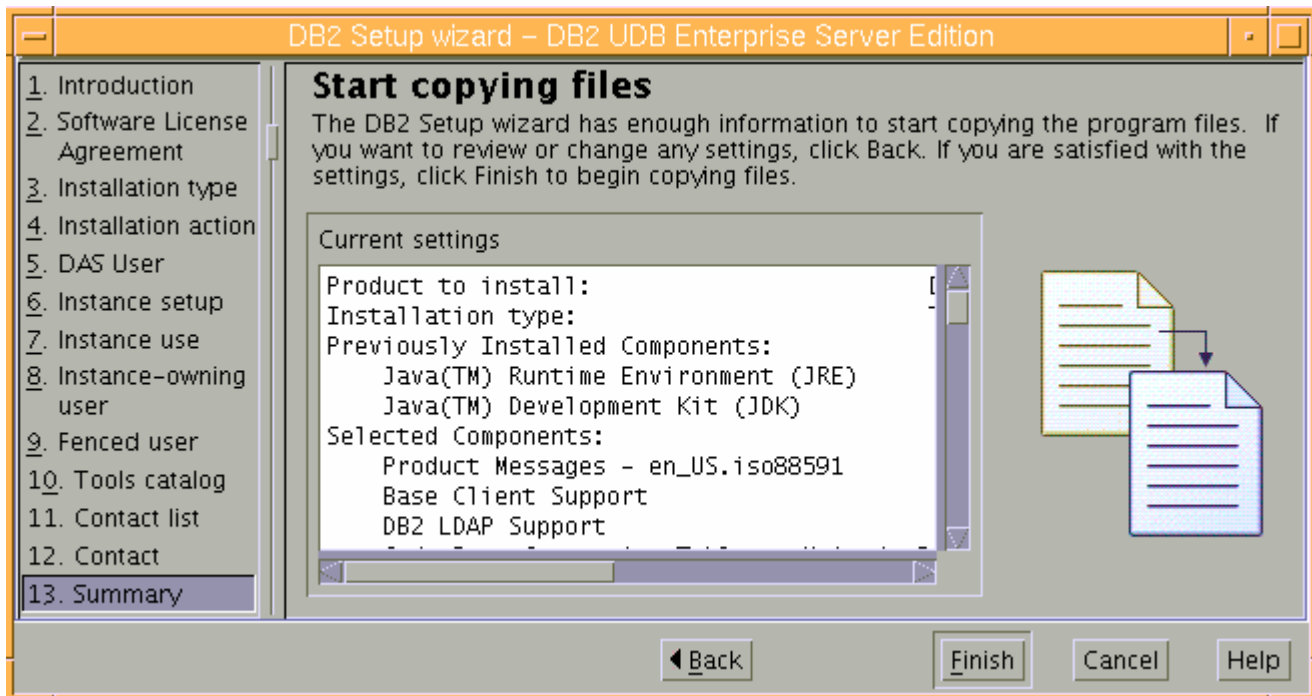 DB2 Setup wizard – DB2 UDB Enterprise Server Edition
1. Introduction
2. Software License
Agreement
3. Installation type
4. Installation action
5. DAS User
6. Instance setup
7. Instance use
8. Instance-owning
user
9. Fenced user
10. Tools catalog
11. Contact list
12. Contact
13. Summary
Start copying files
The DB2 Setup wizard has enough information to start copying the program files. If
you want to review or change any settings, click Back. If you are satisfied with the
settings, click Finish to begin copying files.
Current settings
Product to install:
Installation type:
Previously Installed Components:
Java(TM) Runtime Environment (JRE)
Java(TM) Development Kit (JDK)
Selected Components:
Product Messages – en_US.iso88591
Base Client Support
DB2 LDAP Support
Back
Finish
Cancel
Help